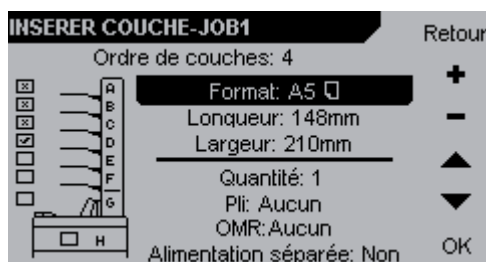 INSERER COUCHE-JOB1
Retour
Ordre de couches: 4
Format: A5
Lonqueur: 148mm
Largeur: 210mm
Quantité: 1
Pli: Aucun
OMR:Aucun
Alimentation séparée: Non
+
-
OK
A
B
C
D
E
F
G
H